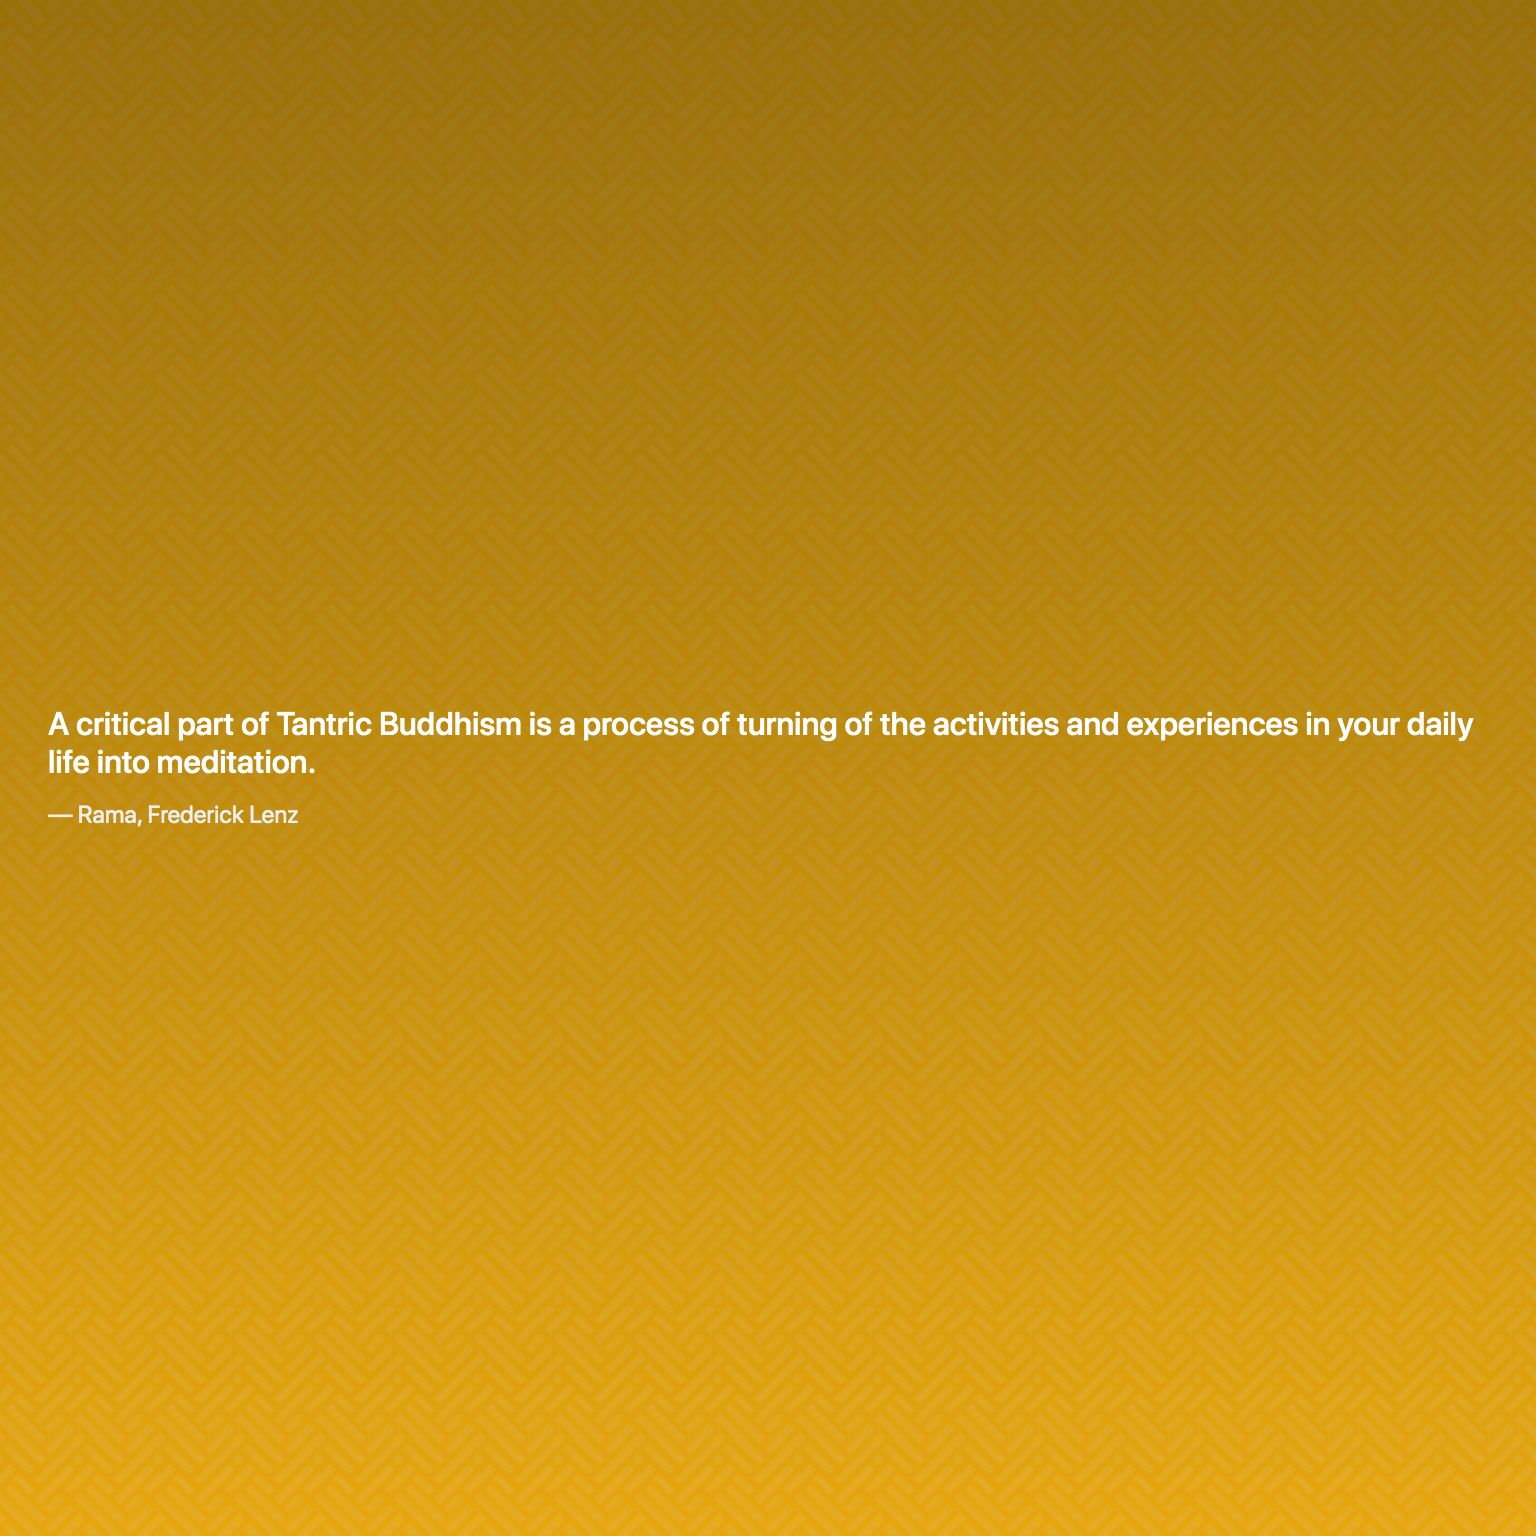 A critical part of Tantric Buddhism is a process of turning of the activities and experiences in your daily
life into meditation.
— Rama, Frederick Lenz